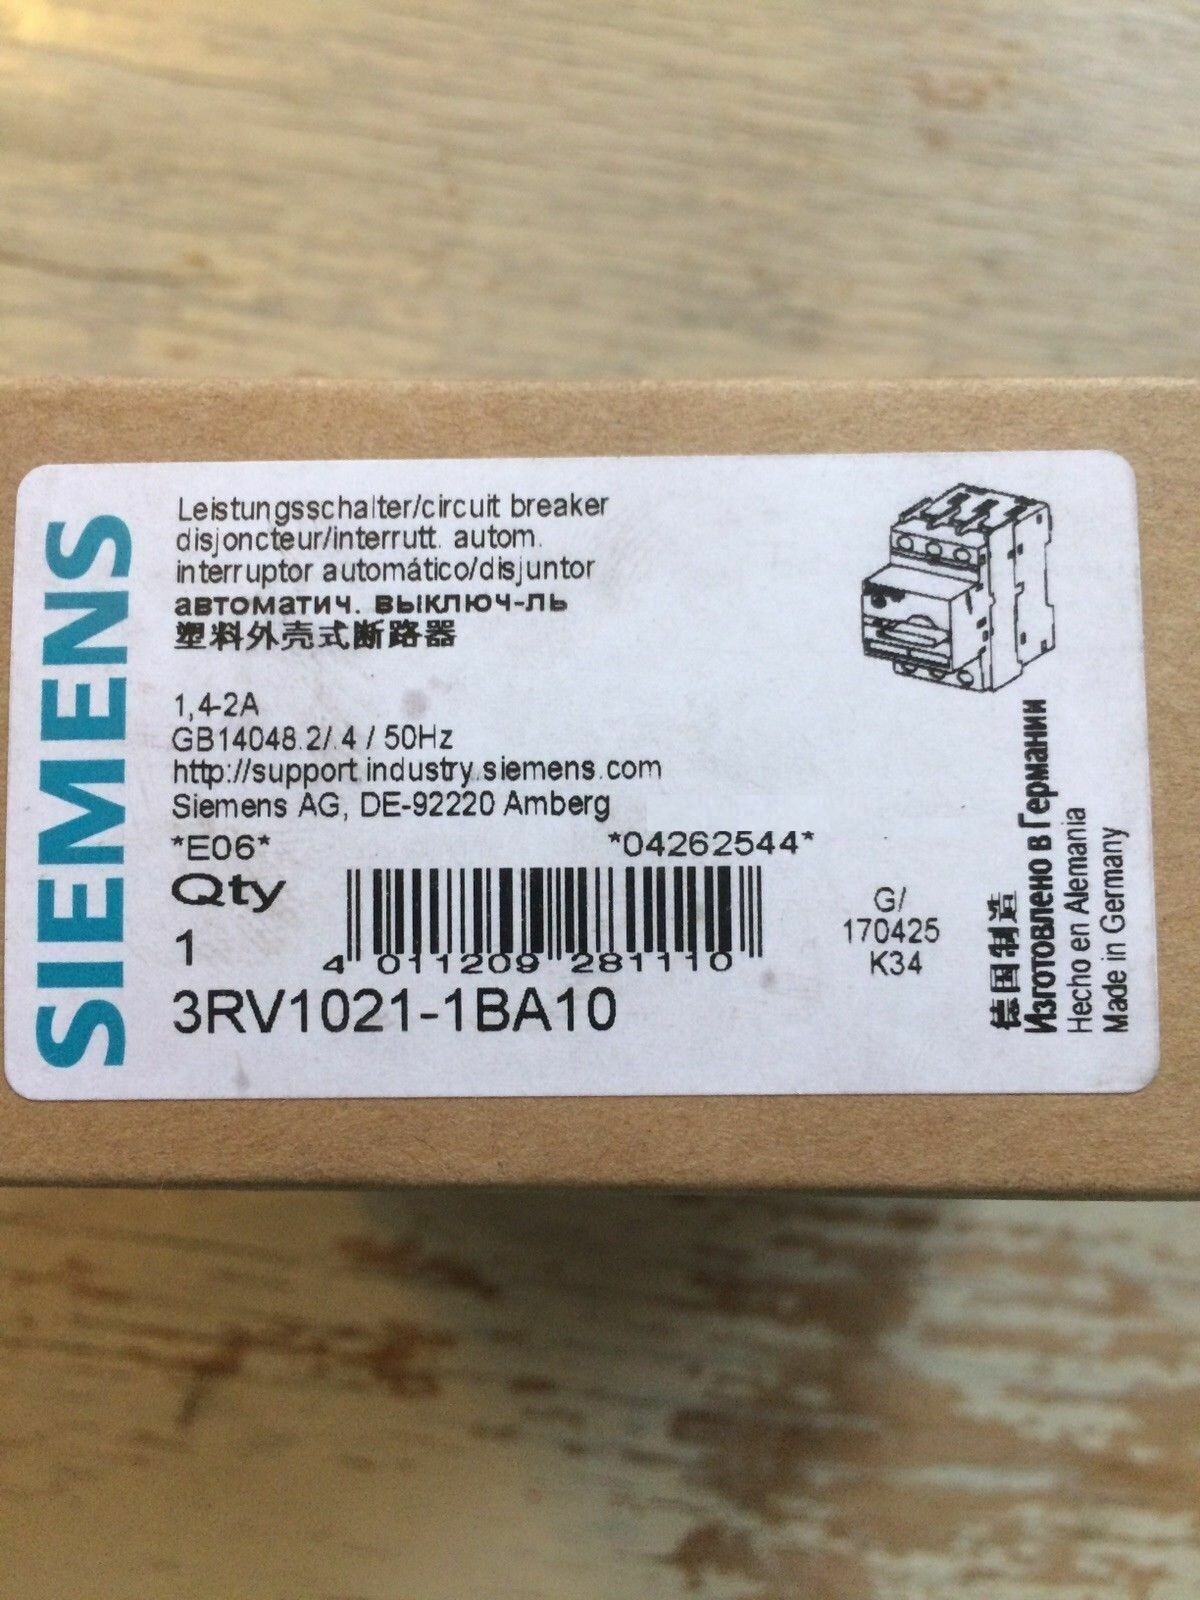 SIEMENS
Leistungsschalter/circuit breaker
disjoncteur/interrutt. autom.
interruptor automático/disjuntor
автоматич. выключ-ль
塑料外壳式断路器
1,4-2A
GB14048.2/.4 / 50Hz
http://support.industry.siemens.com
Siemens AG, DE-92220 Amberg
*E06* *04262544*
Qty
1
4 011209 281110
3RV1021-1BA10
G/
170425
K34
德国制造
Изготовлено в Германии
Hecho en Alemania
Made in Germany